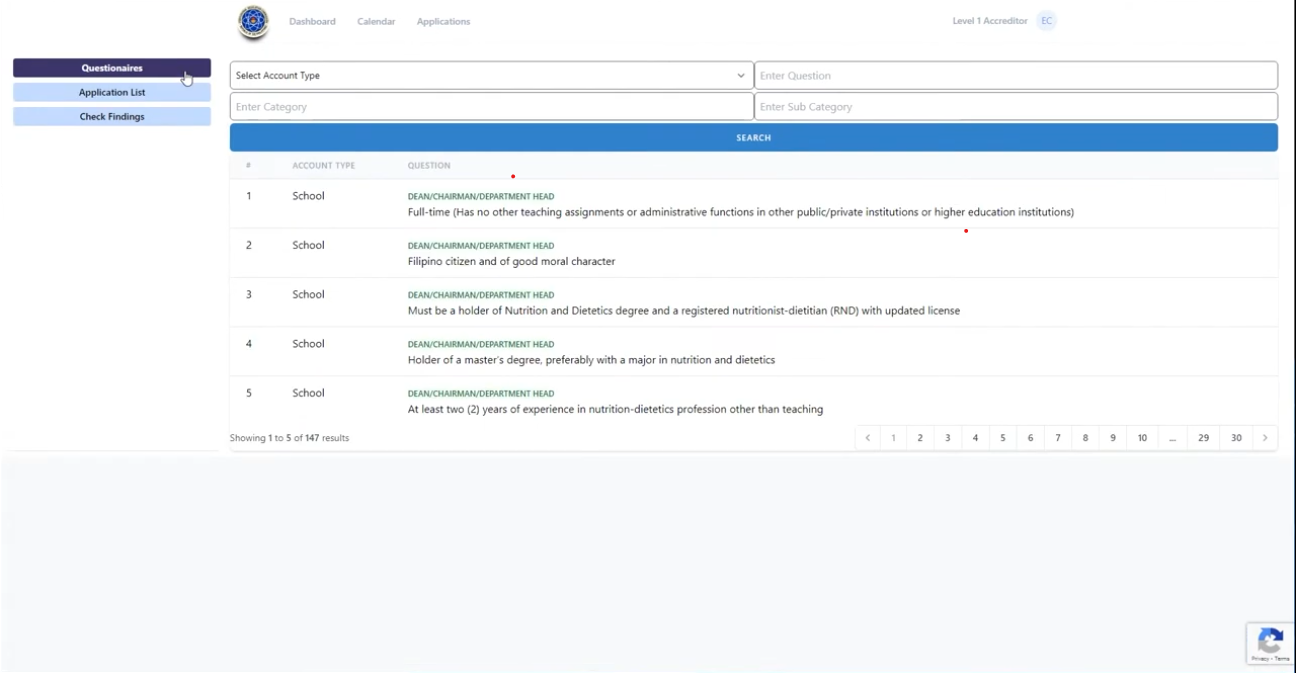 Dashboard Calendar Applications
Level 1 Accreditor EC
Questionaires
Application List
Check Findings
Select Account Type
Enter Question
Enter Category
Enter Sub Category
SEARCH
# ACCOUNT TYPE QUESTION
1 School DEAN/CHAIRMAN/DEPARTMENT HEAD
Full-time (Has no other teaching assignments or administrative functions in other public/private institutions or higher education institutions)
2 School DEAN/CHAIRMAN/DEPARTMENT HEAD
Filipino citizen and of good moral character
3 School DEAN/CHAIRMAN/DEPARTMENT HEAD
Must be a holder of Nutrition and Dietetics degree and a registered nutritionist-dietitian (RND) with updated license
4 School DEAN/CHAIRMAN/DEPARTMENT HEAD
Holder of a master's degree, preferably with a major in nutrition and dietetics
5 School DEAN/CHAIRMAN/DEPARTMENT HEAD
At least two (2) years of experience in nutrition-dietetics profession other than teaching
Showing 1 to 5 of 147 results
< 1 2 3 4 5 6 7 8 9 10 ... 29 30 >
Privacy - Terms